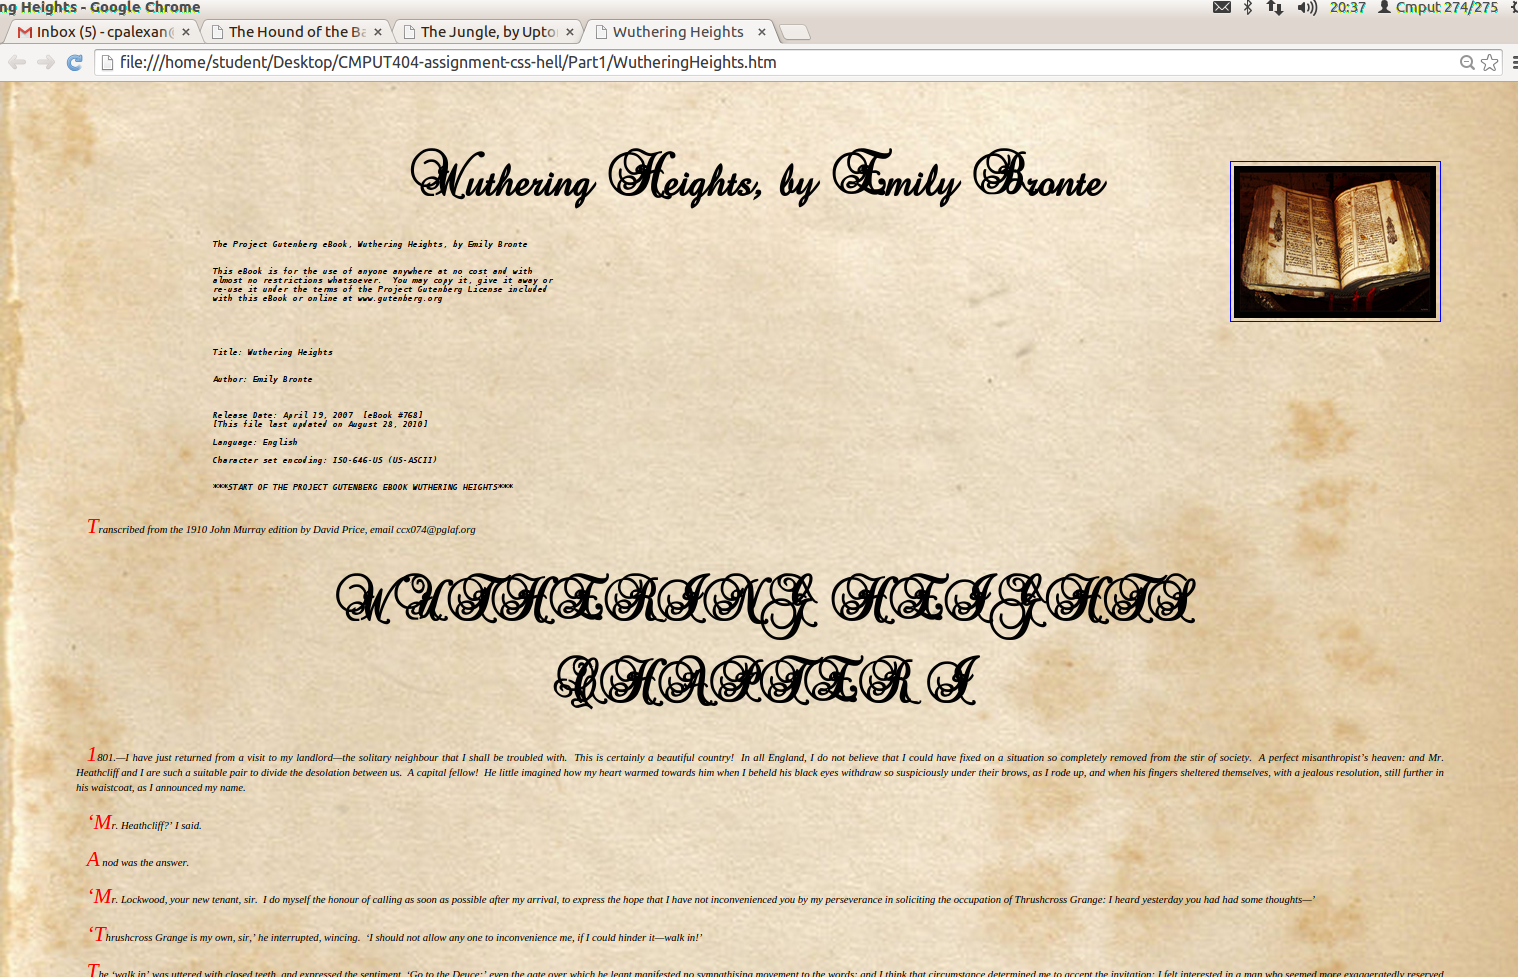 ng Heights - Google Chrome
20:37 Cmput 274/275
Inbox (5) - cpalexan@ The Hound of the Ba The Jungle, by Upto Wuthering Heights
file:///home/student/Desktop/CMPUT404-assignment-css-hell/Part1/WutheringHeights.htm
Wuthering Heights, by Emily Bronte
The Project Gutenberg eBook, Wuthering Heights, by Emily Bronte
This eBook is for the use of anyone anywhere at no cost and with
almost no restrictions whatsoever.  You may copy it, give it away or
re-use it under the terms of the Project Gutenberg License included
with this eBook or online at www.gutenberg.org
Title: Wuthering Heights
Author: Emily Bronte
Release Date: April 19, 2007  [eBook #768]
[This file last updated on August 28, 2010]
Language: English
Character set encoding: ISO-646-US (US-ASCII)
***START OF THE PROJECT GUTENBERG EBOOK WUTHERING HEIGHTS***
Transcribed from the 1910 John Murray edition by David Price, email ccx074@pglaf.org
WUTHERING HEIGHTS
CHAPTER I
1801.—I have just returned from a visit to my landlord—the solitary neighbour that I shall be troubled with.  This is certainly a beautiful country!  In all England, I do not believe that I could have fixed on a situation so completely removed from the stir of society.  A perfect misanthropist’s heaven: and Mr.
Heathcliff and I are such a suitable pair to divide the desolation between us.  A capital fellow!  He little imagined how my heart warmed towards him when I beheld his black eyes withdraw so suspiciously under their brows, as I rode up, and when his fingers sheltered themselves, with a jealous resolution, still further in
his waistcoat, as I announced my name.
‘Mr. Heathcliff?’ I said.
A nod was the answer.
‘Mr. Lockwood, your new tenant, sir.  I do myself the honour of calling as soon as possible after my arrival, to express the hope that I have not inconvenienced you by my perseverance in soliciting the occupation of Thrushcross Grange: I heard yesterday you had had some thoughts—’
‘Thrushcross Grange is my own, sir,’ he interrupted, wincing.  ‘I should not allow any one to inconvenience me, if I could hinder it—walk in!’
The ‘walk in’ was uttered with closed teeth, and expressed the sentiment, ‘Go to the Deuce:’ even the gate over which he leant manifested no sympathising movement to the words; and I think that circumstance determined me to accept the invitation: I felt interested in a man who seemed more exaggeratedly reserved